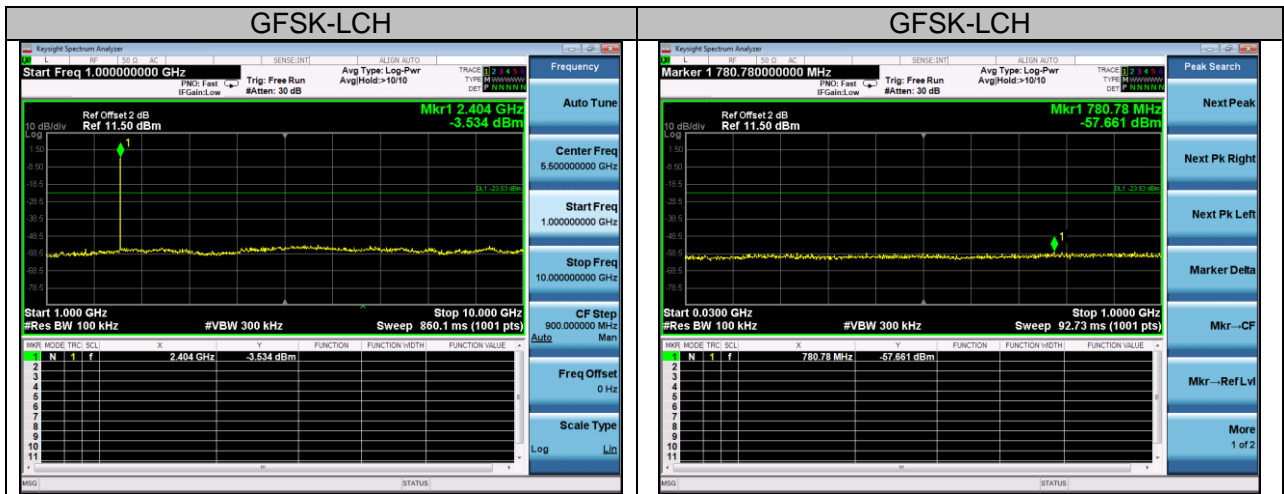 GFSK-LCH
Keysight Spectrum Analyzer
L RF 50 Ω AC SENSE:INT ALIGN AUTO
Start Freq 1.000000000 GHz
PNO: Fast
IFGain:Low
Trig: Free Run
#Atten: 30 dB
Avg Type: Log-Pwr
Avg|Hold:>10/10
TRACE 1 2 3 4 5 6
TYPE M WWWWW
DET P N N N N N
Frequency
Auto Tune
Center Freq
5.500000000 GHz
Start Freq
1.000000000 GHz
Stop Freq
10.000000000 GHz
CF Step
900.000000 MHz
Auto Man
Freq Offset
0 Hz
Scale Type
Log Lin
Mkr1 2.404 GHz
-3.534 dBm
Ref Offset 2 dB
10 dB/div Ref 11.50 dBm
Log
1
1.50
-8.50
-18.5
DL1 -23.53 dBm
-28.5
-38.5
-48.5
-58.5
-68.5
-78.5
Start 1.000 GHz Stop 10.000 GHz
#Res BW 100 kHz #VBW 300 kHz Sweep 860.1 ms (1001 pts)
MKR MODE TRC SCL X Y FUNCTION FUNCTION WIDTH FUNCTION VALUE
1 N 1 f 2.404 GHz -3.534 dBm
2
3
4
5
6
7
8
9
10
11
MSG STATUS
GFSK-LCH
Keysight Spectrum Analyzer
L RF 50 Ω AC SENSE:INT ALIGN AUTO
Marker 1 780.780000000 MHz
PNO: Fast
IFGain:Low
Trig: Free Run
#Atten: 30 dB
Avg Type: Log-Pwr
Avg|Hold:>10/10
TRACE 1 2 3 4 5 6
TYPE M WWWWW
DET P N N N N N
Peak Search
Next Peak
Next Pk Right
Next Pk Left
Marker Delta
Mkr→CF
Mkr→Ref Lvl
More
1 of 2
Mkr1 780.78 MHz
-57.661 dBm
Ref Offset 2 dB
10 dB/div Ref 11.50 dBm
Log
1.50
-8.50
-18.5
DL1 -23.53 dBm
-28.5
-38.5
-48.5
1
-58.5
-68.5
-78.5
Start 0.0300 GHz Stop 1.0000 GHz
#Res BW 100 kHz #VBW 300 kHz Sweep 92.73 ms (1001 pts)
MKR MODE TRC SCL X Y FUNCTION FUNCTION WIDTH FUNCTION VALUE
1 N 1 f 780.78 MHz -57.661 dBm
2
3
4
5
6
7
8
9
10
11
MSG STATUS